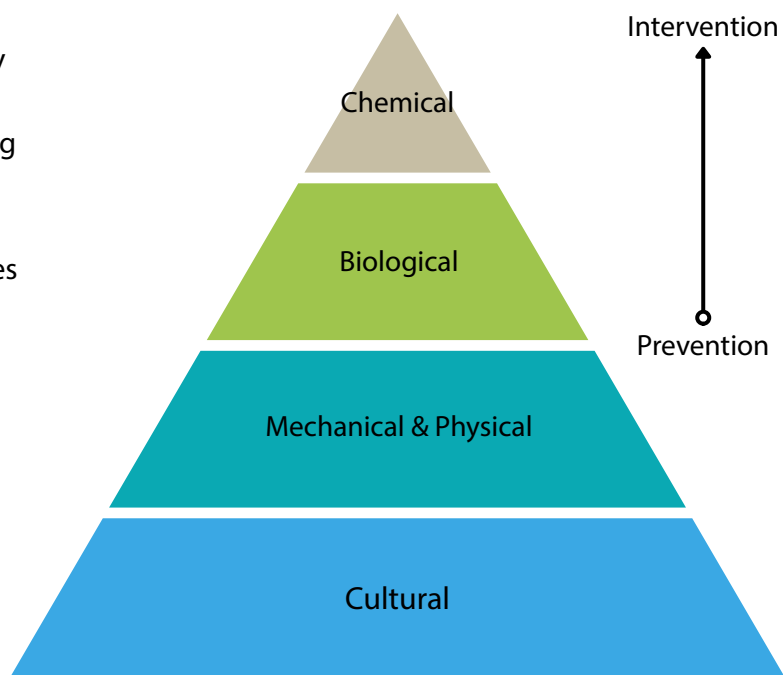 Intervention
Chemical
Biological
Prevention
Mechanical & Physical
Cultural